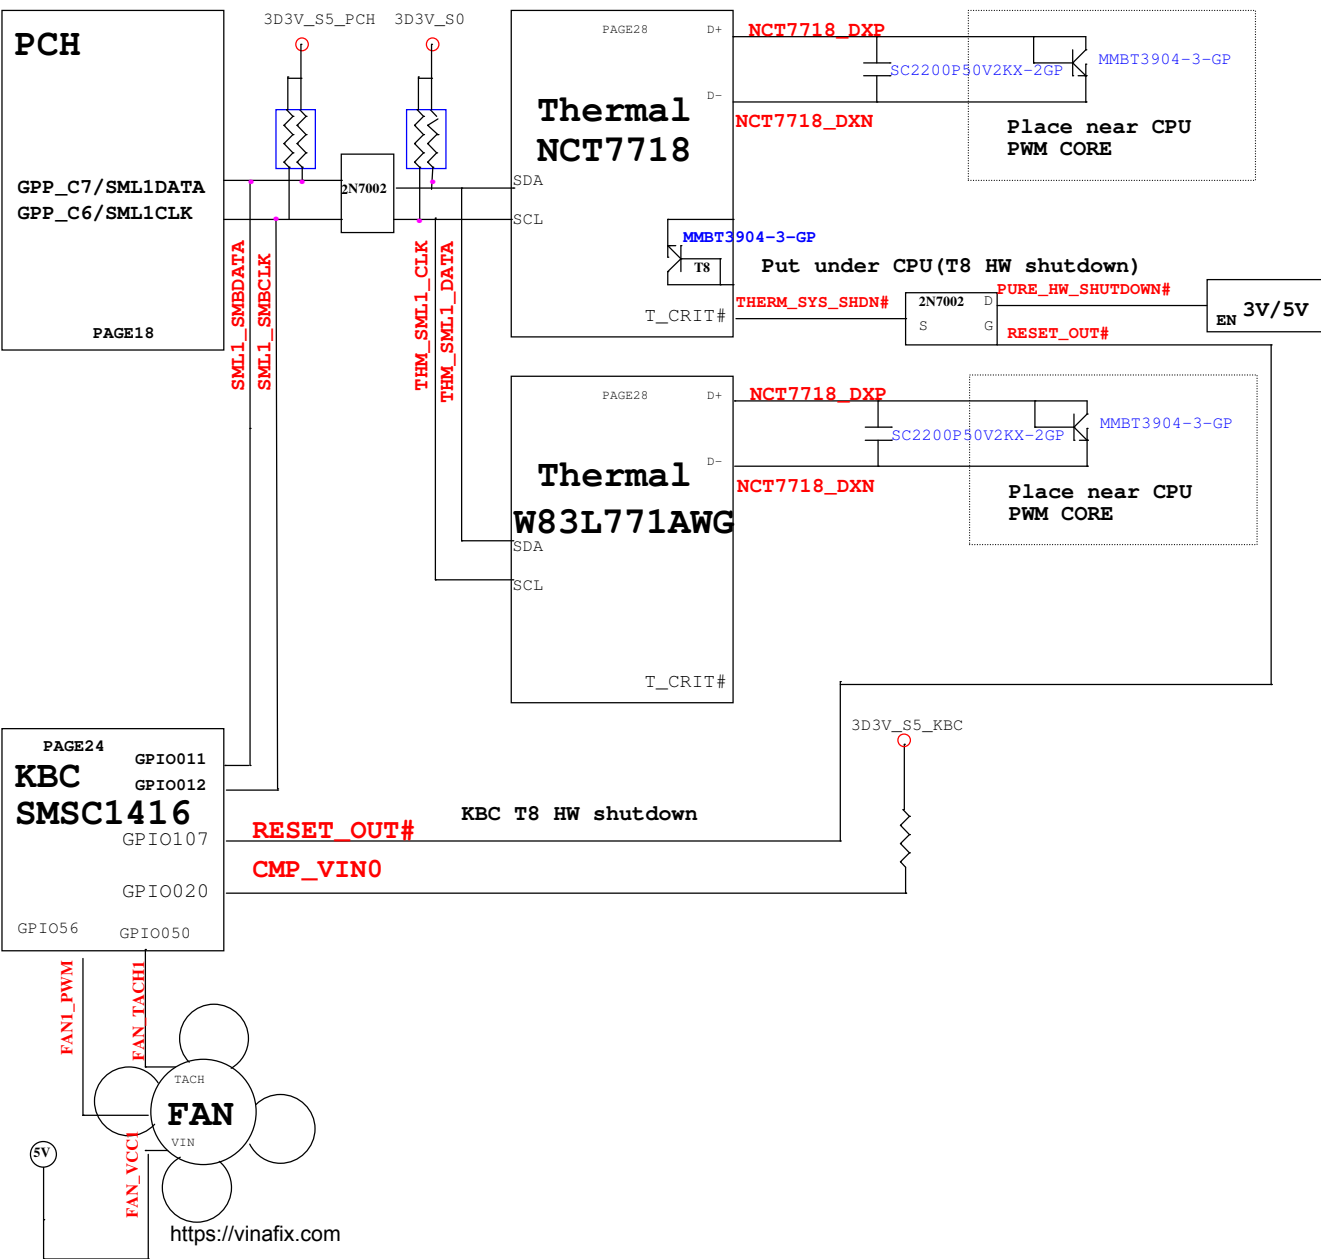 3D3V_S5_PCH
3D3V_S0
PCH
GPP_C7/SML1DATA
GPP_C6/SML1CLK
PAGE18
2N7002
SML1_SMBDATA
SML1_SMBCLK
THM_SML1_CLK
THM_SML1_DATA
PAGE28
D+
D-
Thermal
NCT7718
SDA
SCL
MMBT3904-3-GP
T8
T_CRIT#
NCT7718_DXP
SC2200P50V2KX-2GP
MMBT3904-3-GP
NCT7718_DXN
Place near CPU
PWM CORE
Put under CPU(T8 HW shutdown)
THERM_SYS_SHDN#
2N7002
D
S
G
PURE_HW_SHUTDOWN#
RESET_OUT#
EN
3V/5V
PAGE28
D+
D-
Thermal
W83L771AWG
SDA
SCL
T_CRIT#
NCT7718_DXP
SC2200P50V2KX-2GP
MMBT3904-3-GP
NCT7718_DXN
Place near CPU
PWM CORE
3D3V_S5_KBC
PAGE24
KBC
SMSC1416
GPIO011
GPIO012
GPIO107
GPIO020
GPIO56
GPIO050
KBC T8 HW shutdown
RESET_OUT#
CMP_VIN0
FAN1_PWM
FAN_TACH1
TACH
FAN
VIN
FAN_VCC1
5V
https://vinafix.com